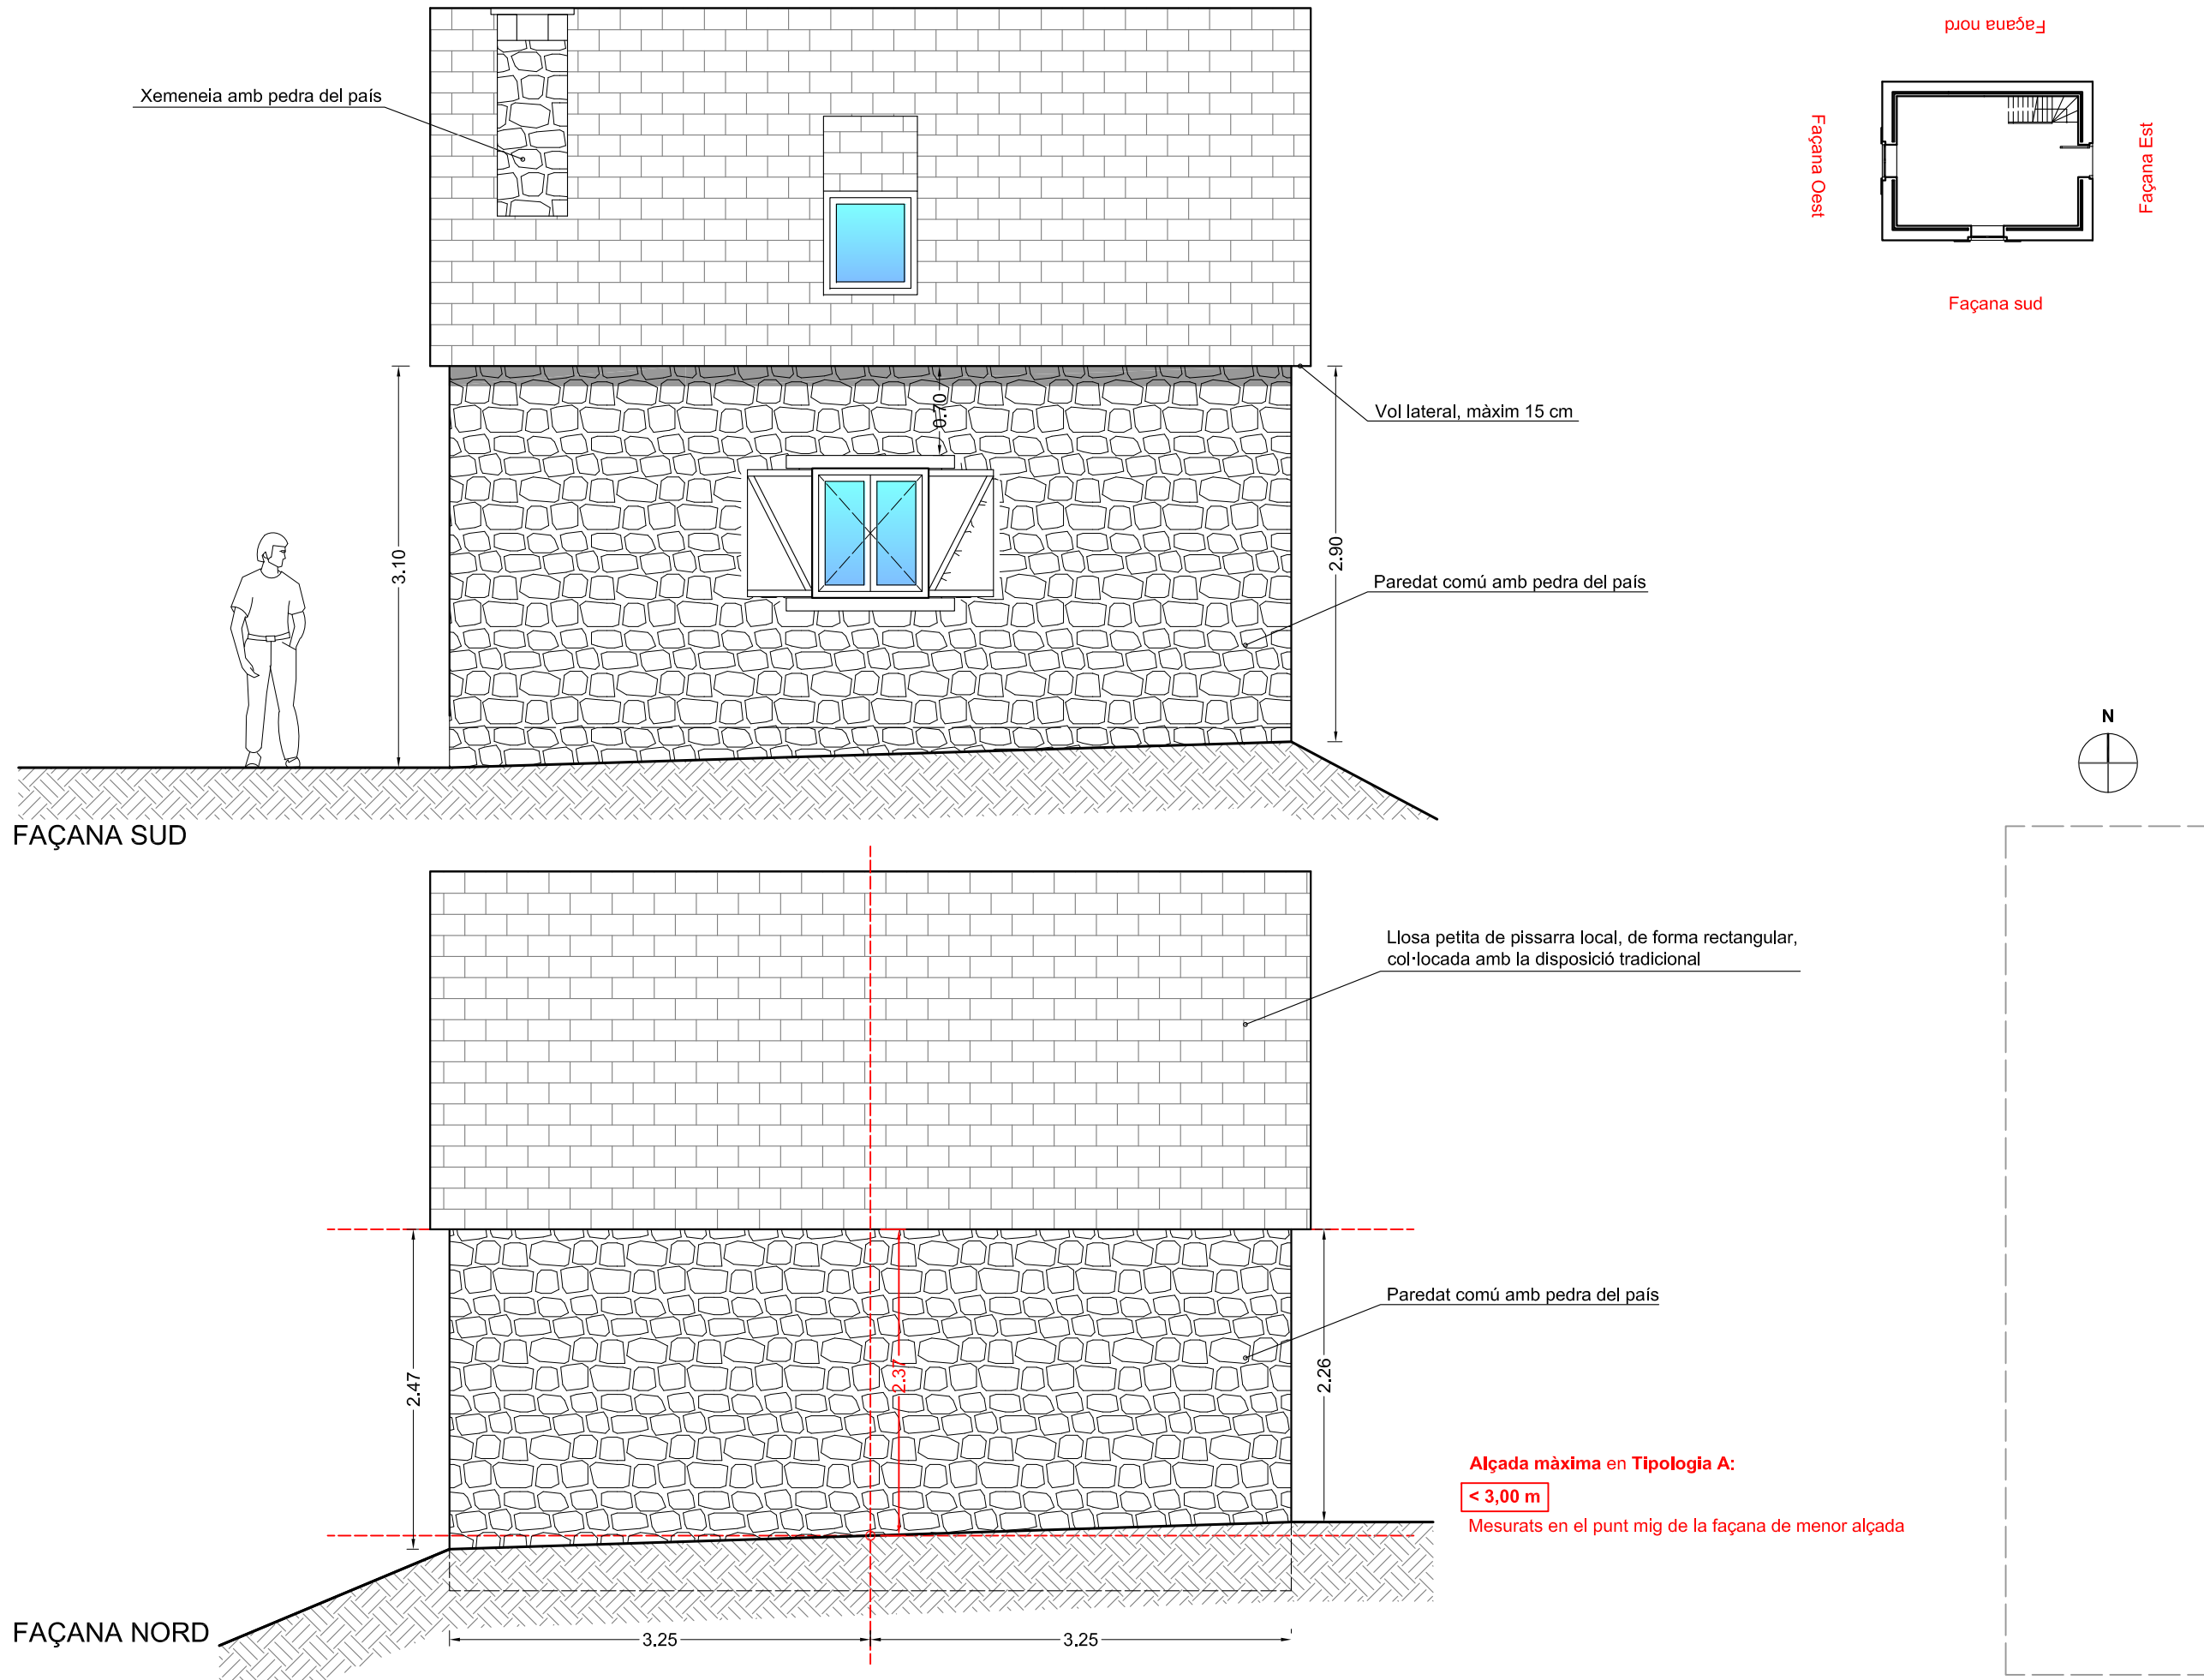 Façana nord
Xemeneia amb pedra del país
Façana Oest
Façana Est
Façana sud
0.70
Vol lateral, màxim 15 cm
3.10
2.90
Paredat comú amb pedra del país
N
FAÇANA SUD
Llosa petita de pissarra local, de forma rectangular,
col·locada amb la disposició tradicional
Paredat comú amb pedra del país
2.47
2.37
2.26
Alçada màxima en Tipologia A:
< 3,00 m
Mesurats en el punt mig de la façana de menor alçada
FAÇANA NORD
3.25
3.25